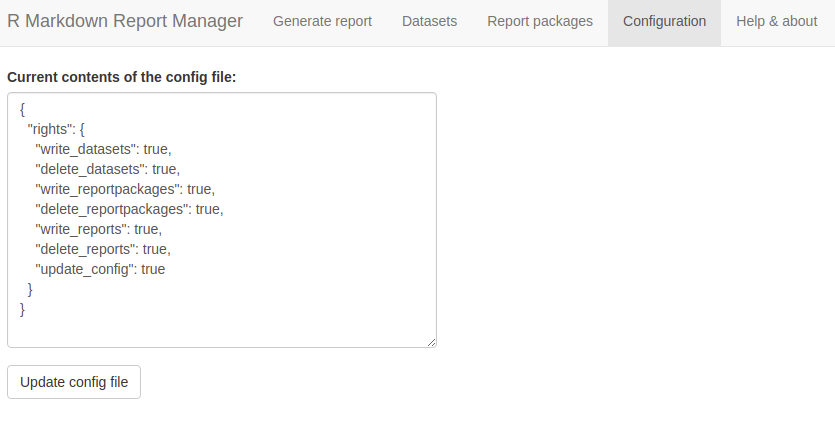 R Markdown Report Manager Generate report Datasets Report packages Configuration Help & about
Current contents of the config file:
{
"rights": {
"write_datasets": true,
"delete_datasets": true,
"write_reportpackages": true,
"delete_reportpackages": true,
"write_reports": true,
"delete_reports": true,
"update_config": true
}
}
Update config file